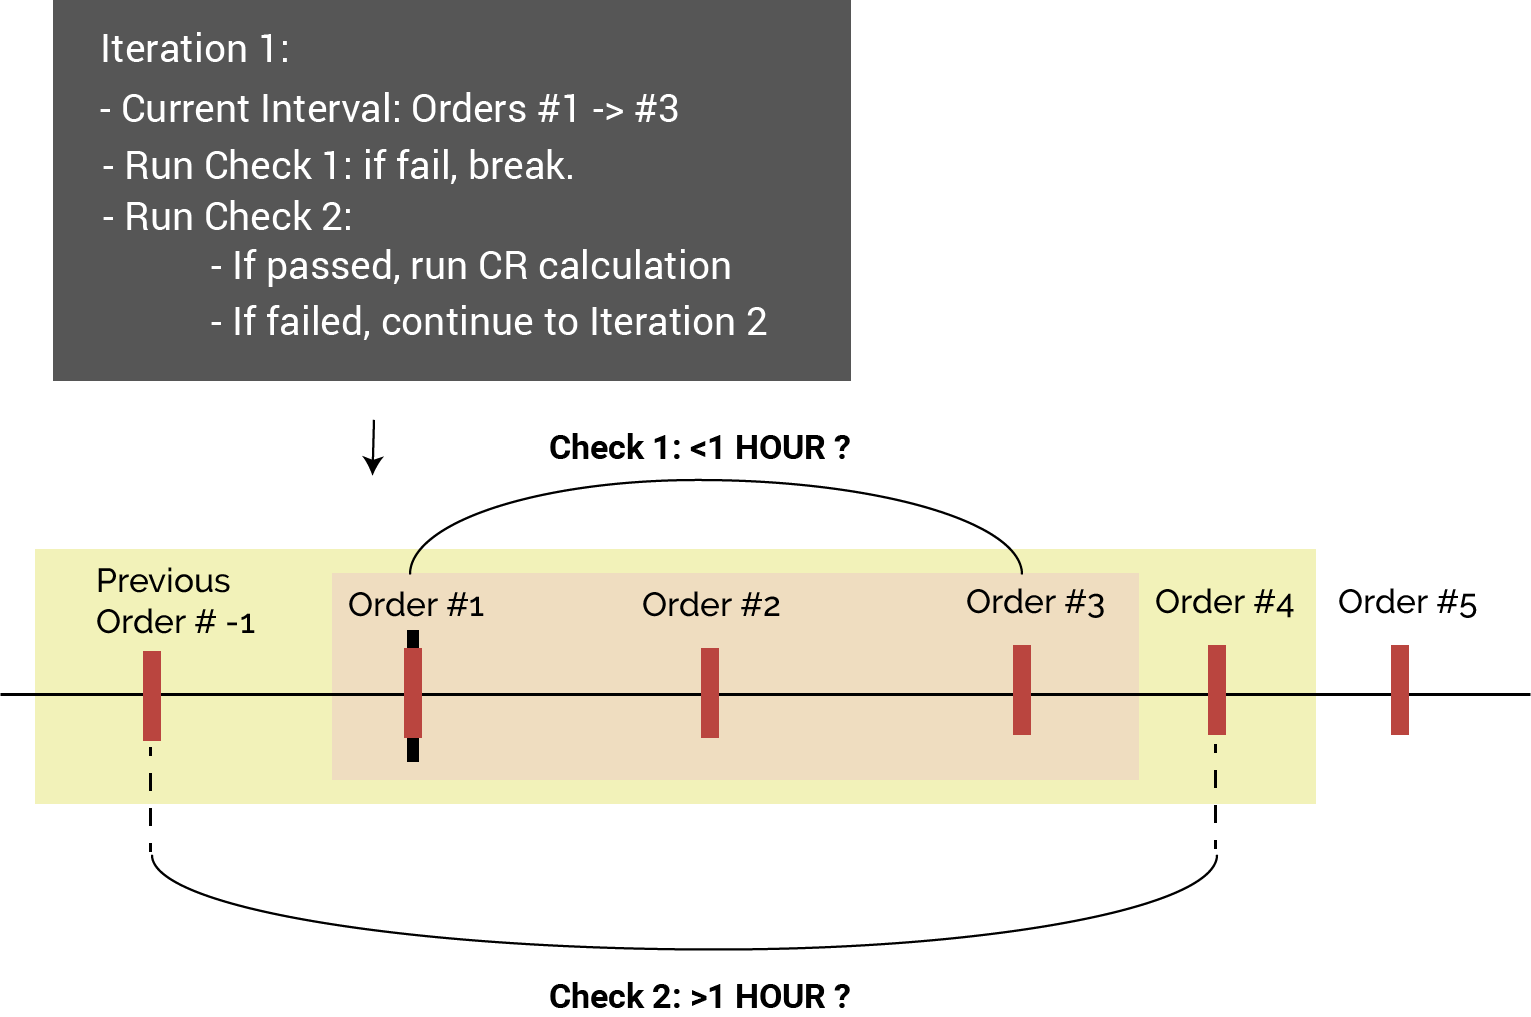 Iteration 1:
- Current Interval: Orders #1 -> #3
- Run Check 1: if fail, break.
- Run Check 2:
- If passed, run CR calculation
- If failed, continue to Iteration 2
Check 1: <1 HOUR ?
Previous
Order # -1
Order #1
Order #2
Order #3
Order #4
Order #5
Check 2: >1 HOUR ?